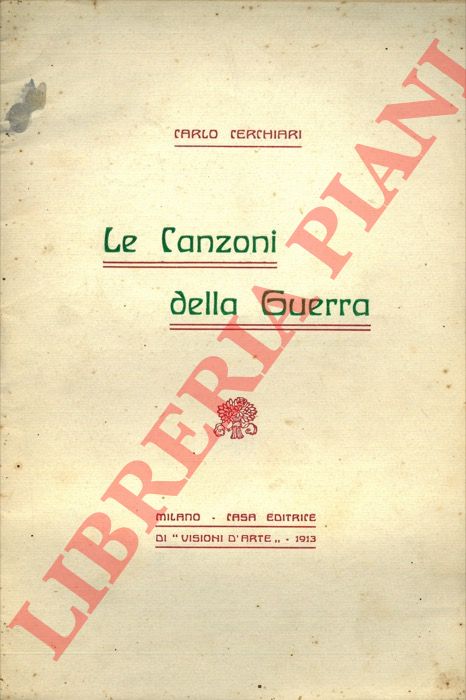 CARLO CERCHIARI
Le Canzoni
della Guerra
MILANO - CASA EDITRICE
DI "VISIONI D'ARTE„ - 1913
LIBRERIA PIANI